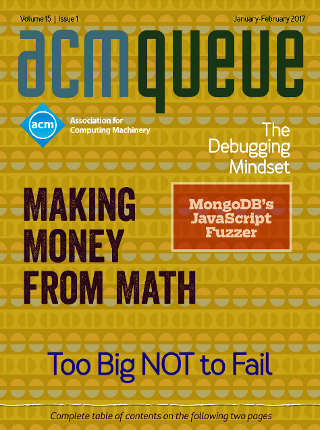 Volume 15 | Issue 1
January-February 2017
acmqueue
acm
Association for
Computing Machinery
The
Debugging
Mindset
MAKING
MONEY
FROM MATH
MongoDB's
JavaScript
Fuzzer
Too Big NOT to Fail
Complete table of contents on the following two pages